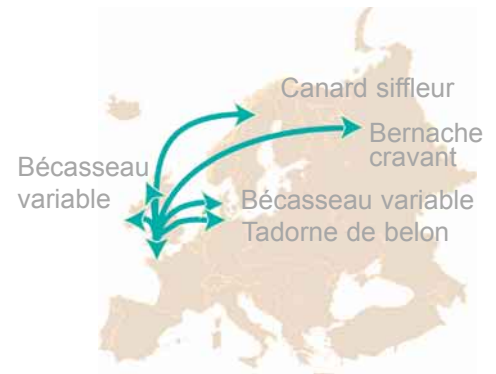 Canard siffleur
Bernache
cravant
Bécasseau
variable
Bécasseau variable
Tadorne de belon